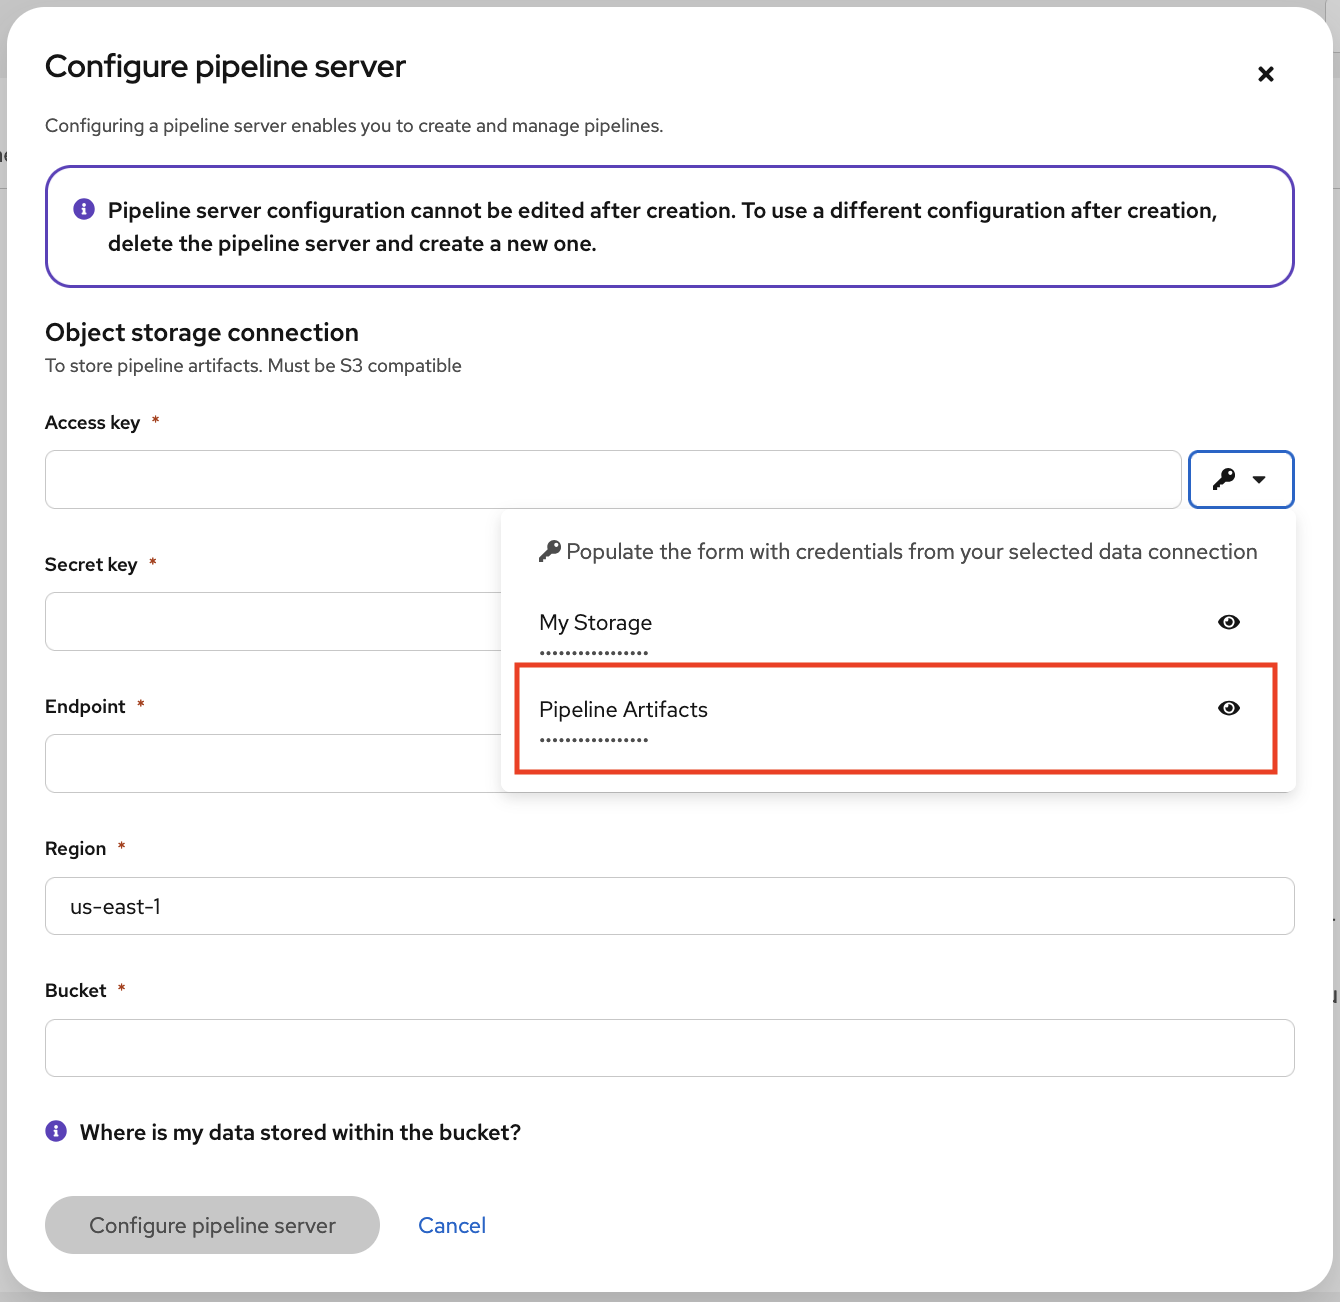 Configure pipeline server
Configuring a pipeline server enables you to create and manage pipelines.
Pipeline server configuration cannot be edited after creation. To use a different configuration after creation,
delete the pipeline server and create a new one.
Object storage connection
To store pipeline artifacts. Must be S3 compatible
Access key *
Populate the form with credentials from your selected data connection
Secret key *
My Storage
•••••••••••••••••
Endpoint *
Pipeline Artifacts
•••••••••••••••••
Region *
us-east-1
Bucket *
Where is my data stored within the bucket?
Configure pipeline server
Cancel